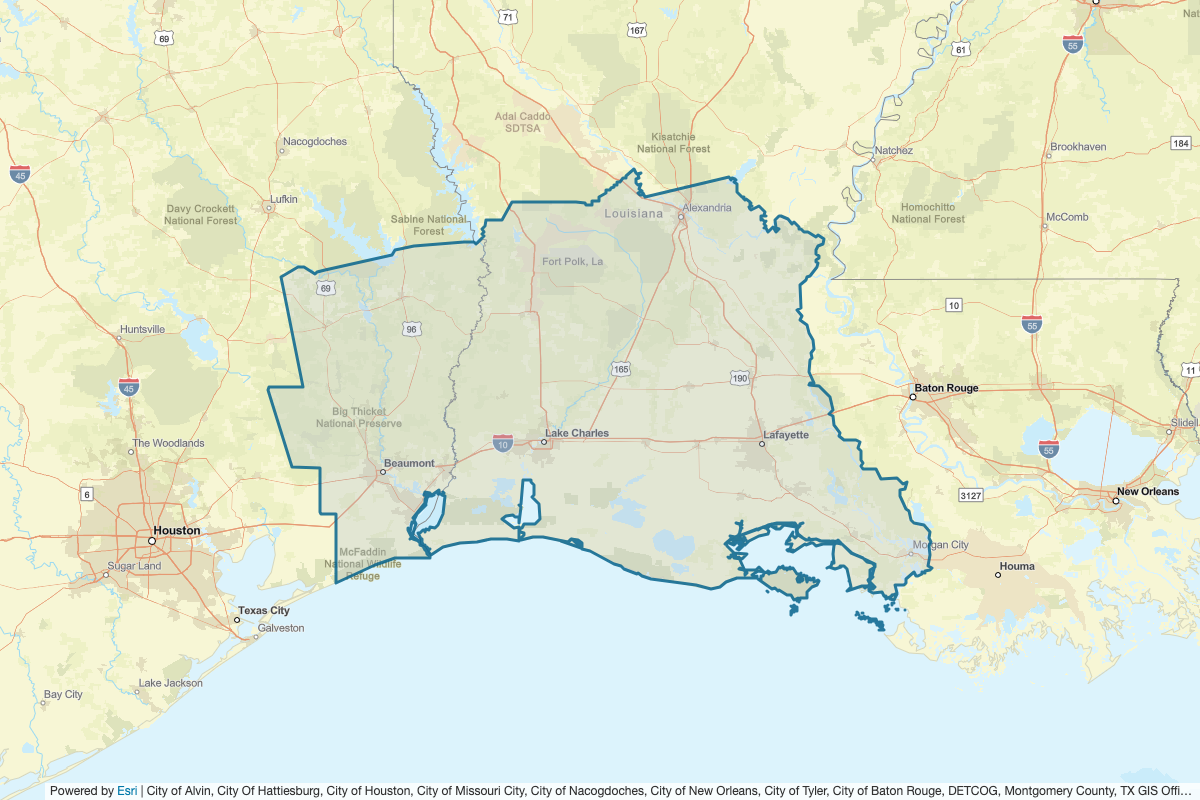 71
167
69
61
55
Nat
Adai Caddo
SDTSA
Kisatchie
National Forest
Nacogdoches
Natchez
Brookhaven
184
45
Lufkin
Davy Crockett
National Forest
Sabine National
Forest
Louisiana
Alexandria
Homochitto
National Forest
McComb
Fort Polk, La
69
10
Huntsville
96
55
165
190
11
45
Baton Rouge
Big Thicket
National Preserve
Lake Charles
Lafayette
The Woodlands
10
55
Slidell
Beaumont
6
3127
New Orleans
Houston
Morgan City
McFaddin
National Wildlife
Refuge
Sugar Land
Houma
Texas City
Galveston
Lake Jackson
Bay City
Powered by Esri | City of Alvin, City Of Hattiesburg, City of Houston, City of Missouri City, City of Nacogdoches, City of New Orleans, City of Tyler, City of Baton Rouge, DETCOG, Montgomery County, TX GIS Offi…